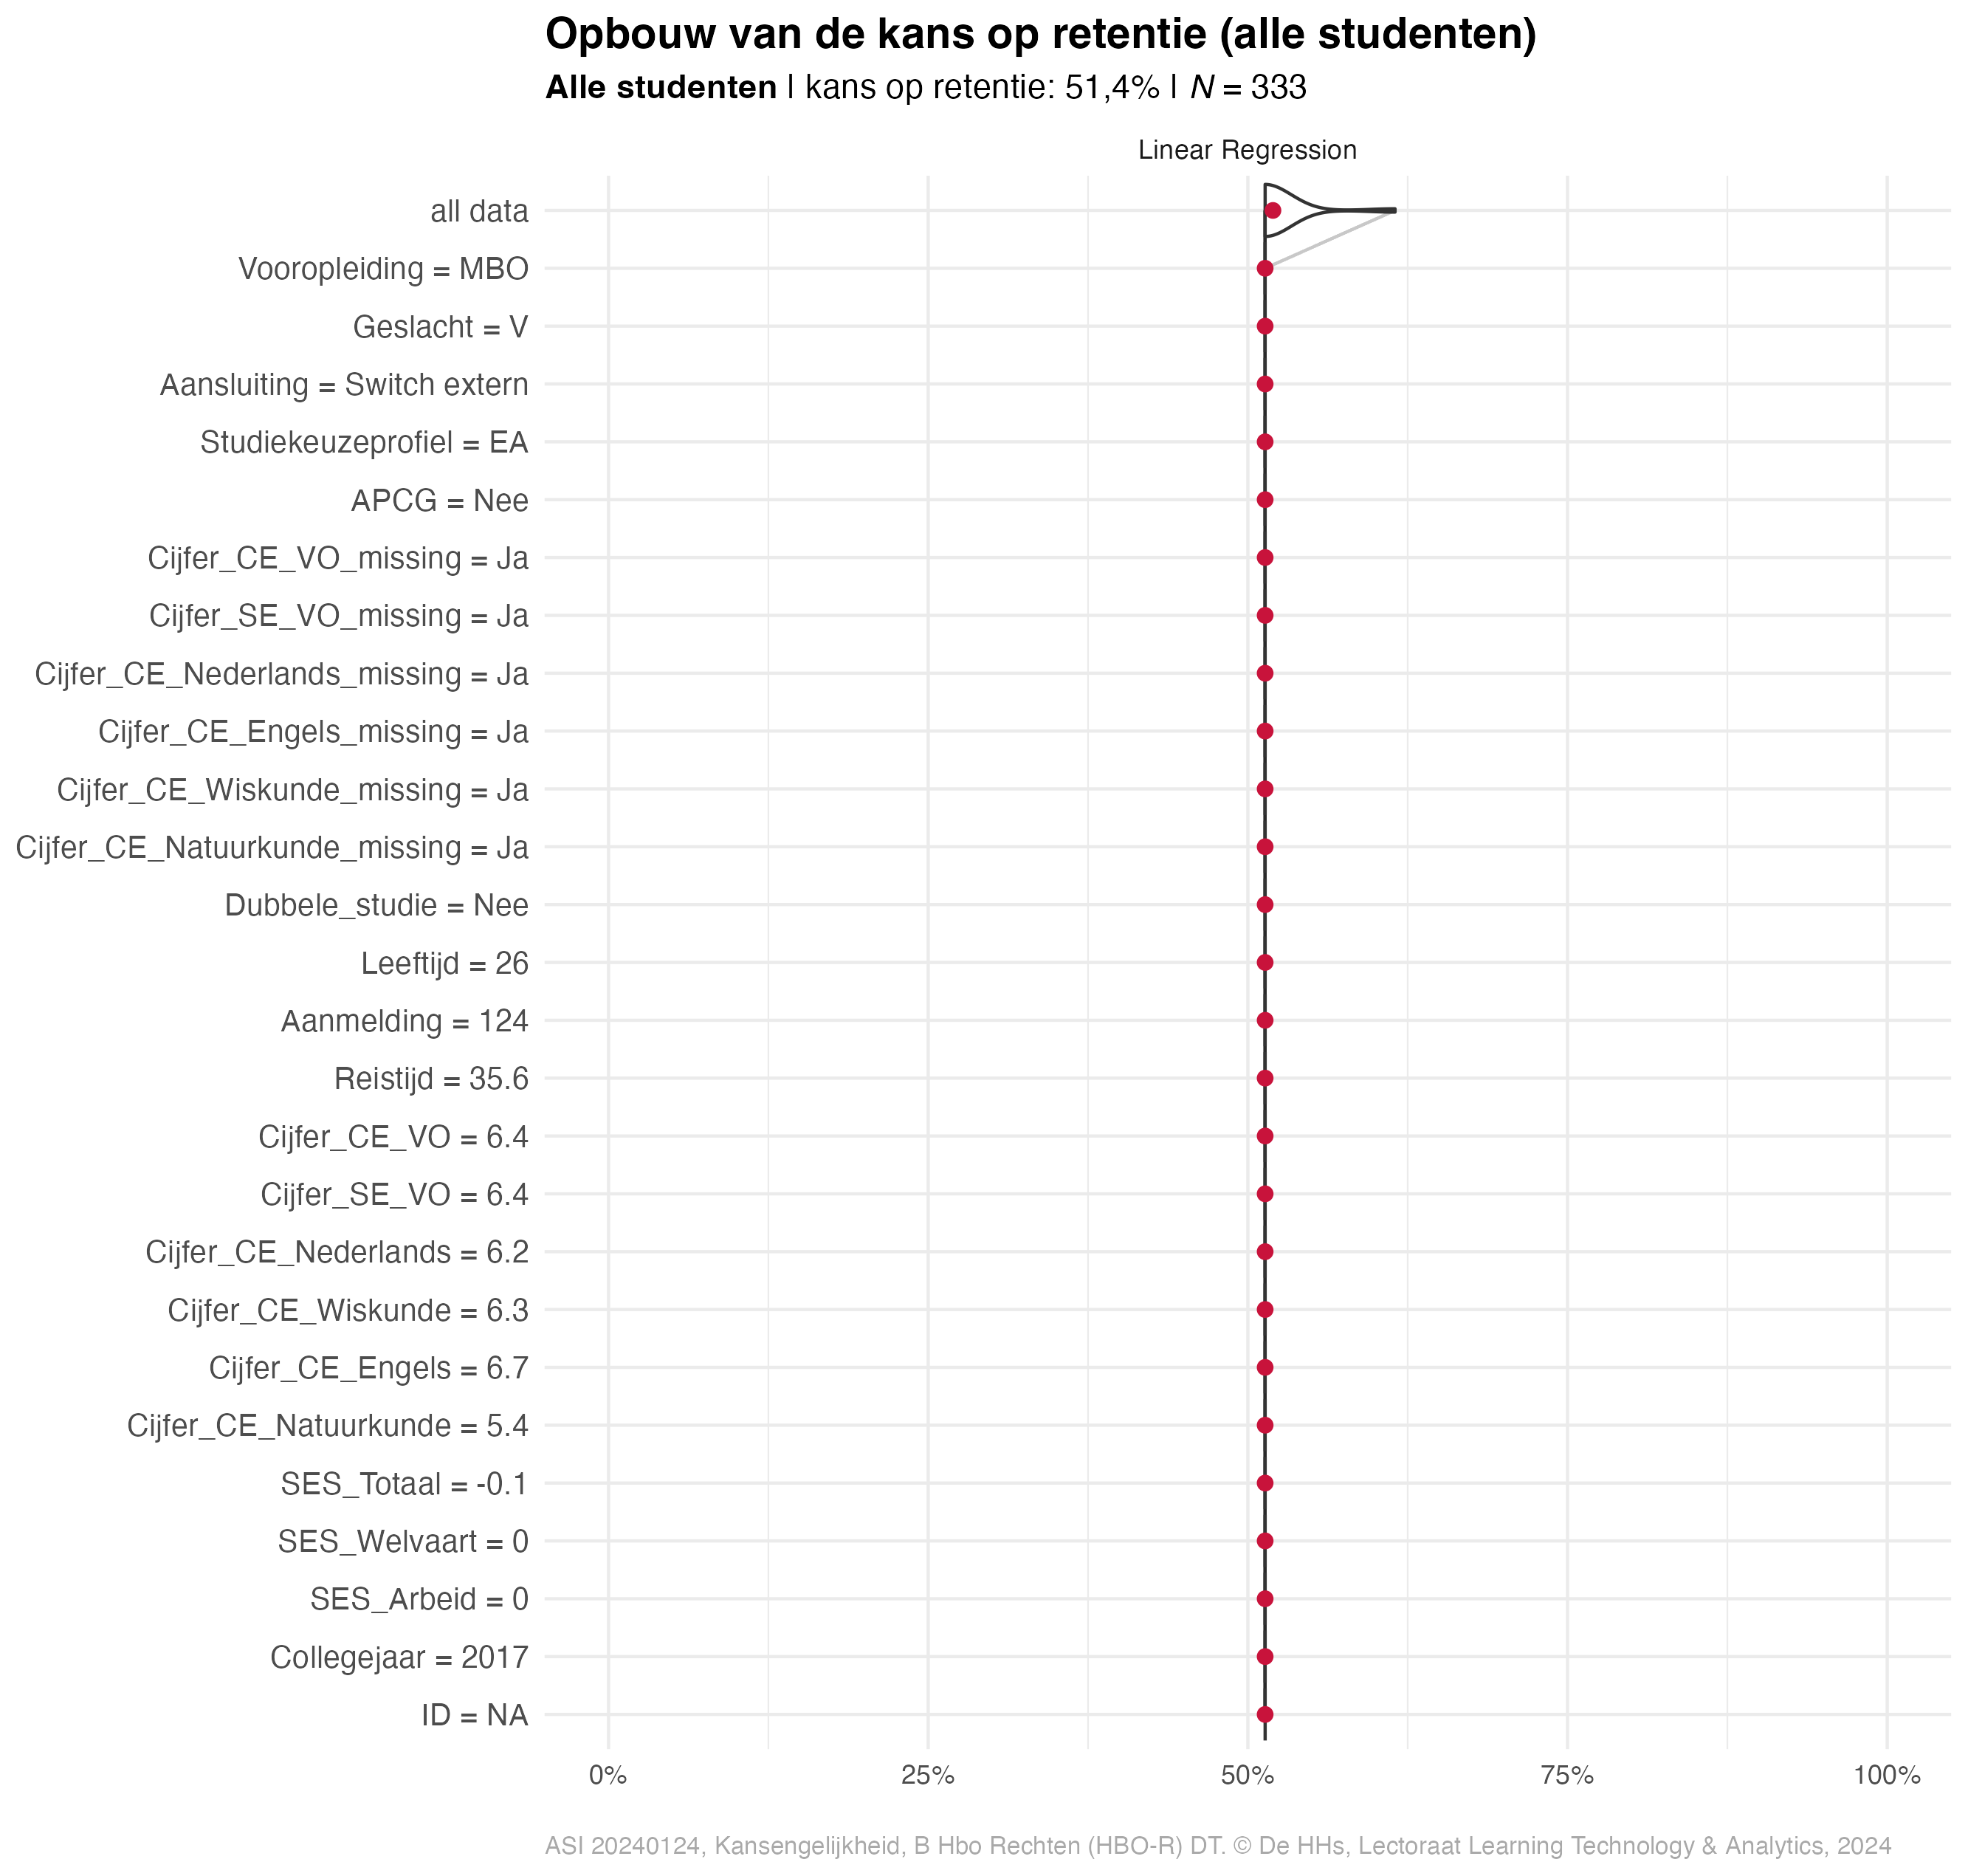 Opbouw van de kans op retentie (alle studenten)
Alle studenten | kans op retentie: 51,4% | N = 333
Linear Regression
all data
Vooropleiding = MBO
Geslacht = V
Aansluiting = Switch extern
Studiekeuzeprofiel = EA
APCG = Nee
Cijfer_CE_VO_missing = Ja
Cijfer_SE_VO_missing = Ja
Cijfer_CE_Nederlands_missing = Ja
Cijfer_CE_Engels_missing = Ja
Cijfer_CE_Wiskunde_missing = Ja
Cijfer_CE_Natuurkunde_missing = Ja
Dubbele_studie = Nee
Leeftijd = 26
Aanmelding = 124
Reistijd = 35.6
Cijfer_CE_VO = 6.4
Cijfer_SE_VO = 6.4
Cijfer_CE_Nederlands = 6.2
Cijfer_CE_Wiskunde = 6.3
Cijfer_CE_Engels = 6.7
Cijfer_CE_Natuurkunde = 5.4
SES_Totaal = -0.1
SES_Welvaart = 0
SES_Arbeid = 0
Collegejaar = 2017
ID = NA
0% 25% 50% 75% 100%
ASI 20240124, Kansengelijkheid, B Hbo Rechten (HBO-R) DT. © De HHs, Lectoraat Learning Technology & Analytics, 2024